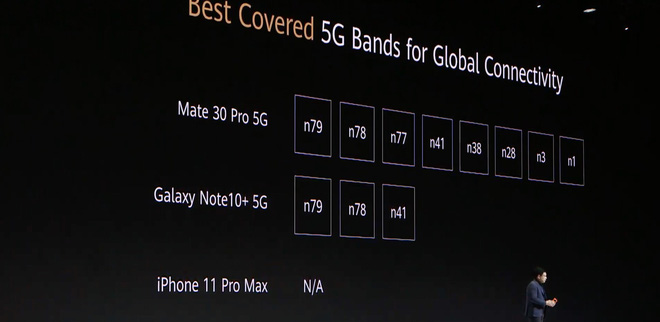 Best Covered 5G Bands for Global Connectivity
Mate 30 Pro 5G n79 n78 n77 n41 n38 n28 n3 n1
Galaxy Note10+ 5G n79 n78 n41
iPhone 11 Pro Max N/A